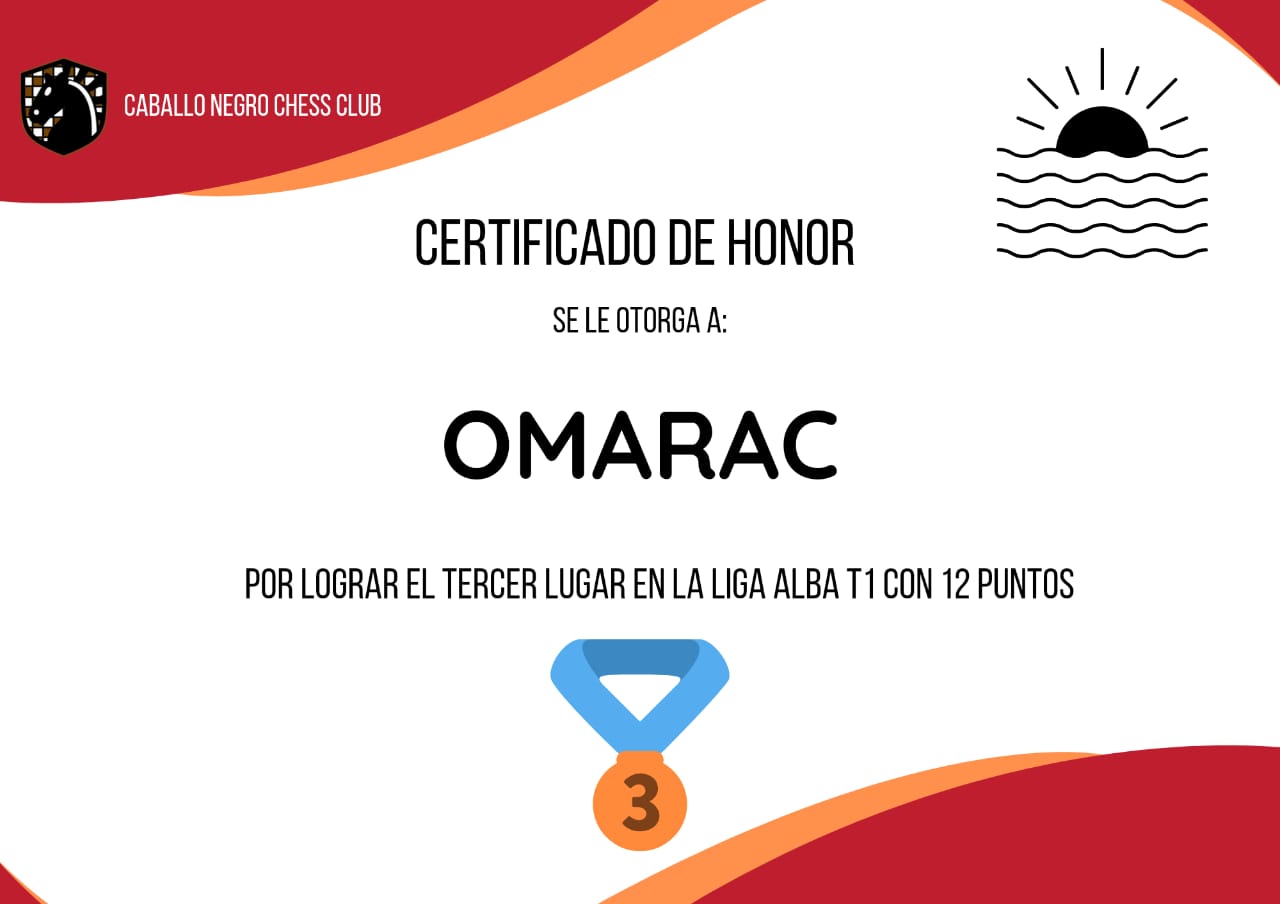 CABALLO NEGRO CHESS CLUB
CERTIFICADO DE HONOR
SE LE OTORGA A:
OMARAC
POR LOGRAR EL TERCER LUGAR EN LA LIGA ALBA T1 CON 12 PUNTOS
3